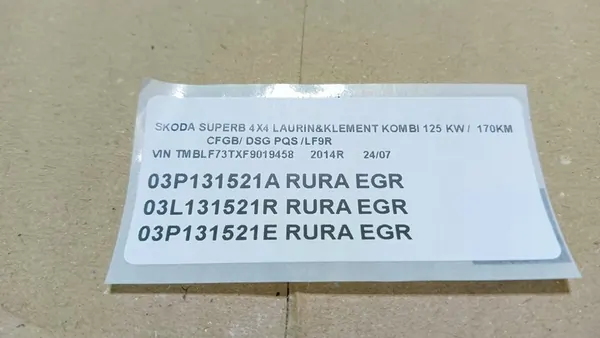 SKODA SUPERB 4X4 LAURIN&KLEMENT KOMBI 125 KW / 170KM
CFGB/ DSG PQS /LF9R
VIN TMBLF73TXF9019458 2014R 24/07
03P131521A RURA EGR
03L131521R RURA EGR
03P131521E RURA EGR